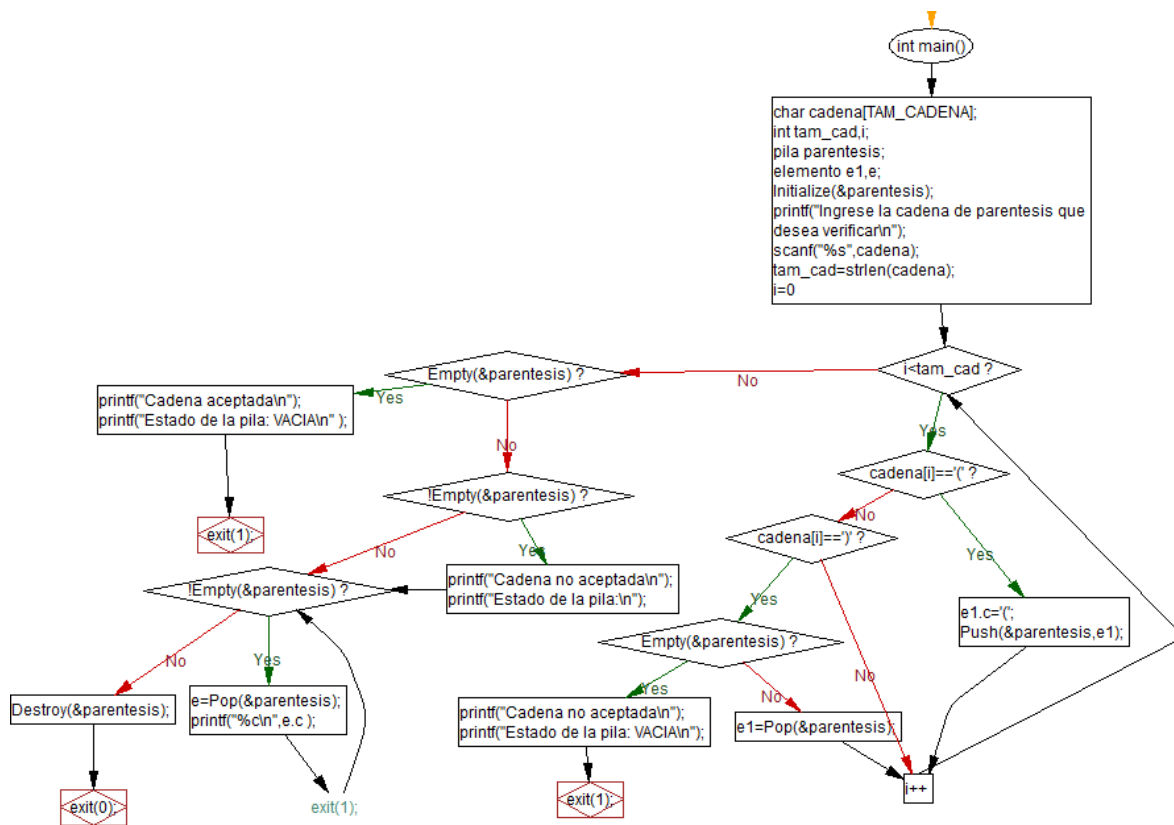 int main()
char cadena[TAM_CADENA];
int tam_cad,i;
pila parentesis;
elemento e1,e;
Initialize(&parentesis);
printf("Ingrese la cadena de parentesis que
desea verificar\n");
scanf("%s",cadena);
tam_cad=strlen(cadena);
i=0
i<tam_cad ?
No
Yes
Empty(&parentesis) ?
Yes
No
printf("Cadena aceptada\n");
printf("Estado de la pila: VACIA\n" );
exit(1);
!Empty(&parentesis) ?
No
Yes
printf("Cadena no aceptada\n");
printf("Estado de la pila:\n");
!Empty(&parentesis) ?
No
Yes
Destroy(&parentesis);
exit(0);
e=Pop(&parentesis);
printf("%c\n",e.c );
exit(1);
cadena[i]=='(' ?
No
Yes
cadena[i]==')' ?
Yes
No
e1.c='(';
Push(&parentesis,e1);
Empty(&parentesis) ?
Yes
No
printf("Cadena no aceptada\n");
printf("Estado de la pila: VACIA\n");
exit(1);
e1=Pop(&parentesis);
i++